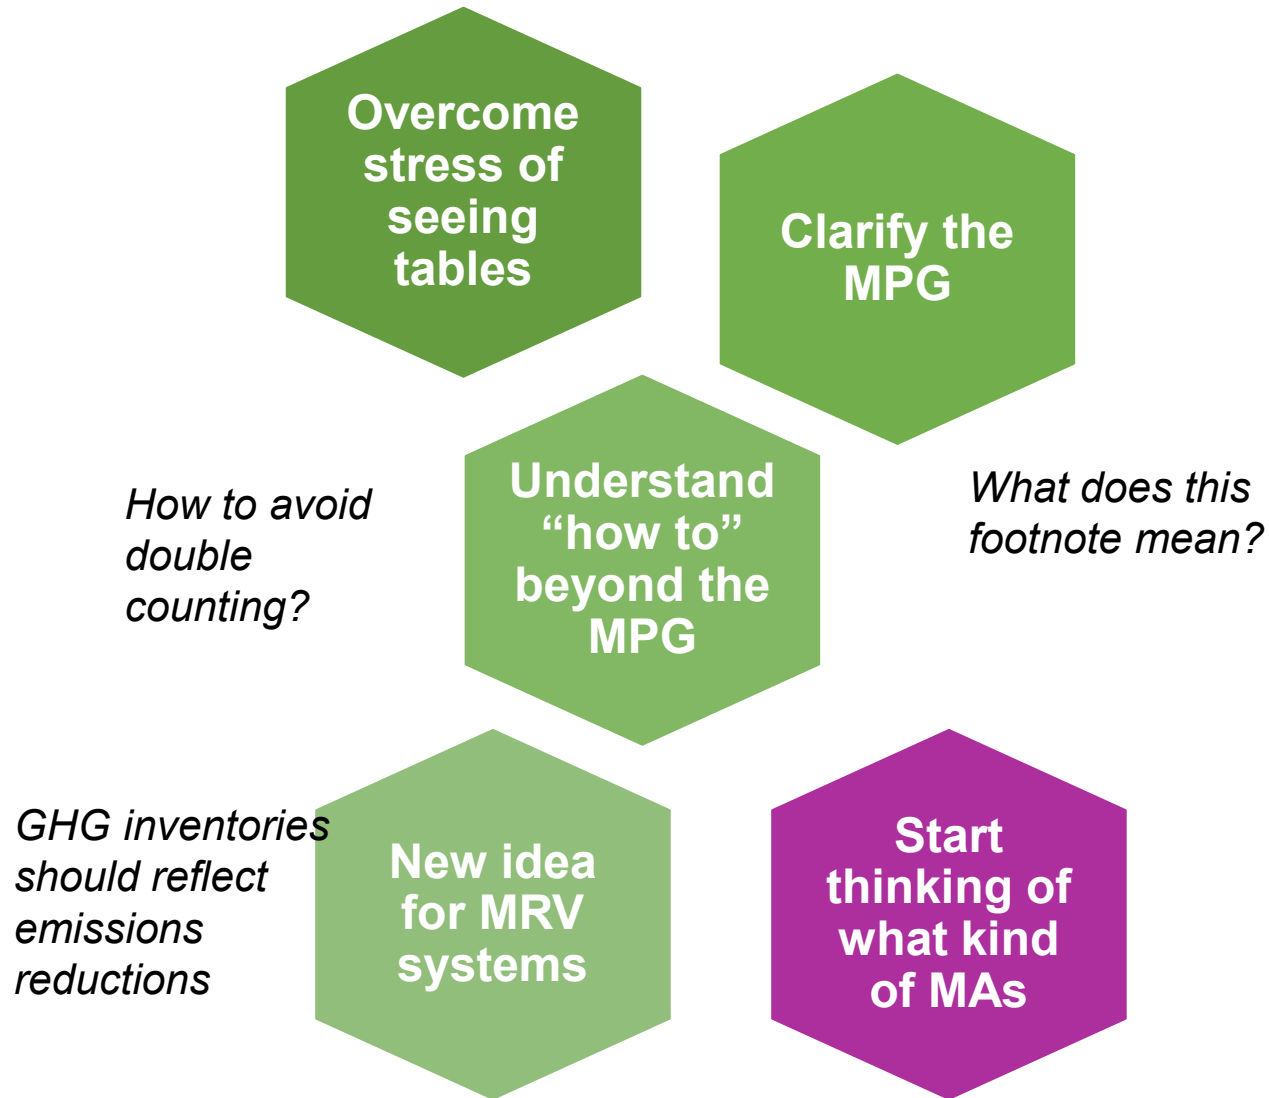 Overcome
stress of
seeing
tables
Clarify the
MPG
Understand
“how to”
beyond the
MPG
How to avoid
double
counting?
What does this
footnote mean?
GHG inventories
should reflect
emissions
reductions
New idea
for MRV
systems
Start
thinking of
what kind
of MAs